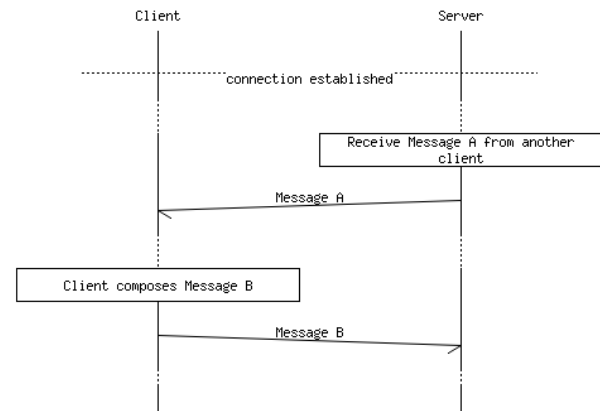 Client
Server
connection established
Receive Message A from another
client
Message A
Client composes Message B
Message B